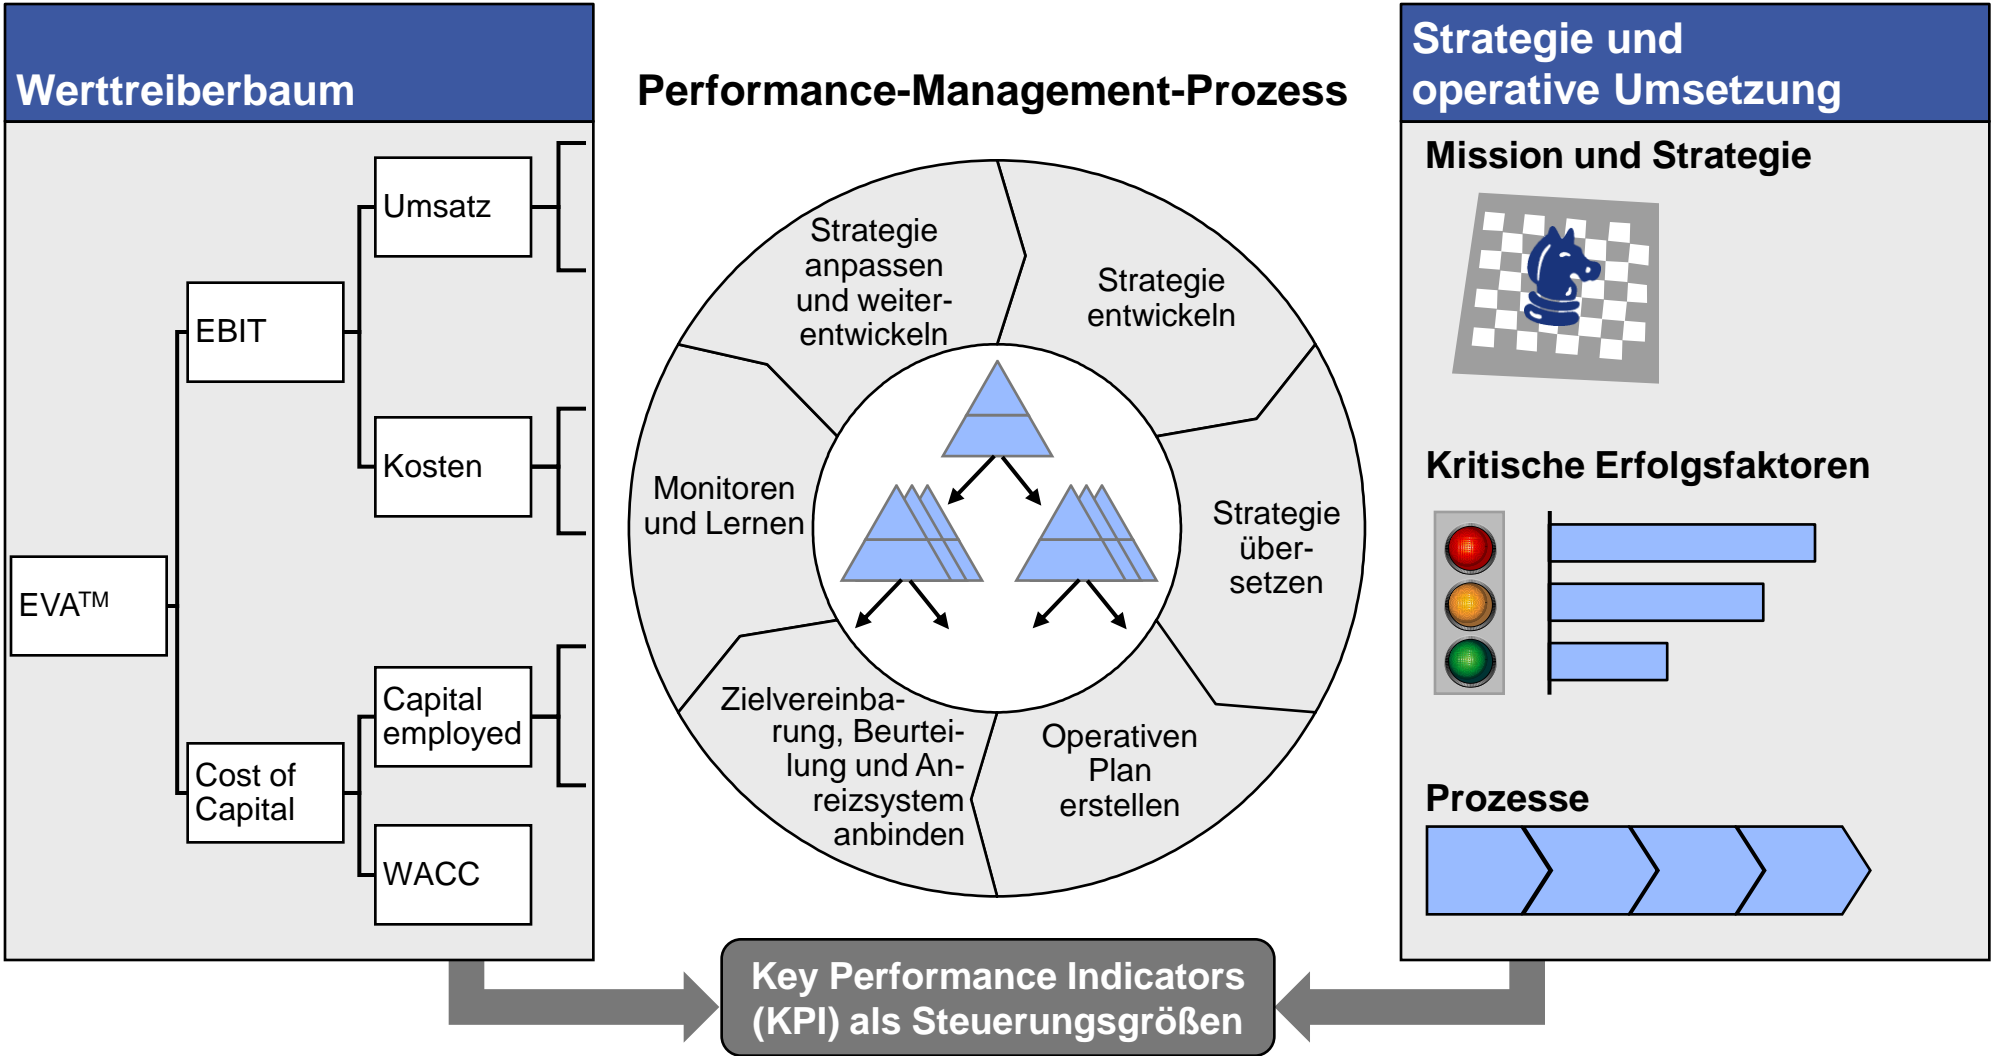 Werttreiberbaum
Umsatz
EBIT
Kosten
EVA™
Capital
employed
Cost of
Capital
WACC
Performance-Management-Prozess
Strategie
entwickeln
Strategie
über-
setzen
Operativen
Plan
erstellen
Zielvereinba-
rung, Beurtei-
lung und An-
reizsystem
anbinden
Monitoren
und Lernen
Strategie
anpassen
und weiter-
entwickeln
Strategie und
operative Umsetzung
Mission und Strategie
Kritische Erfolgsfaktoren
Prozesse
Key Performance Indicators
(KPI) als Steuerungsgrößen